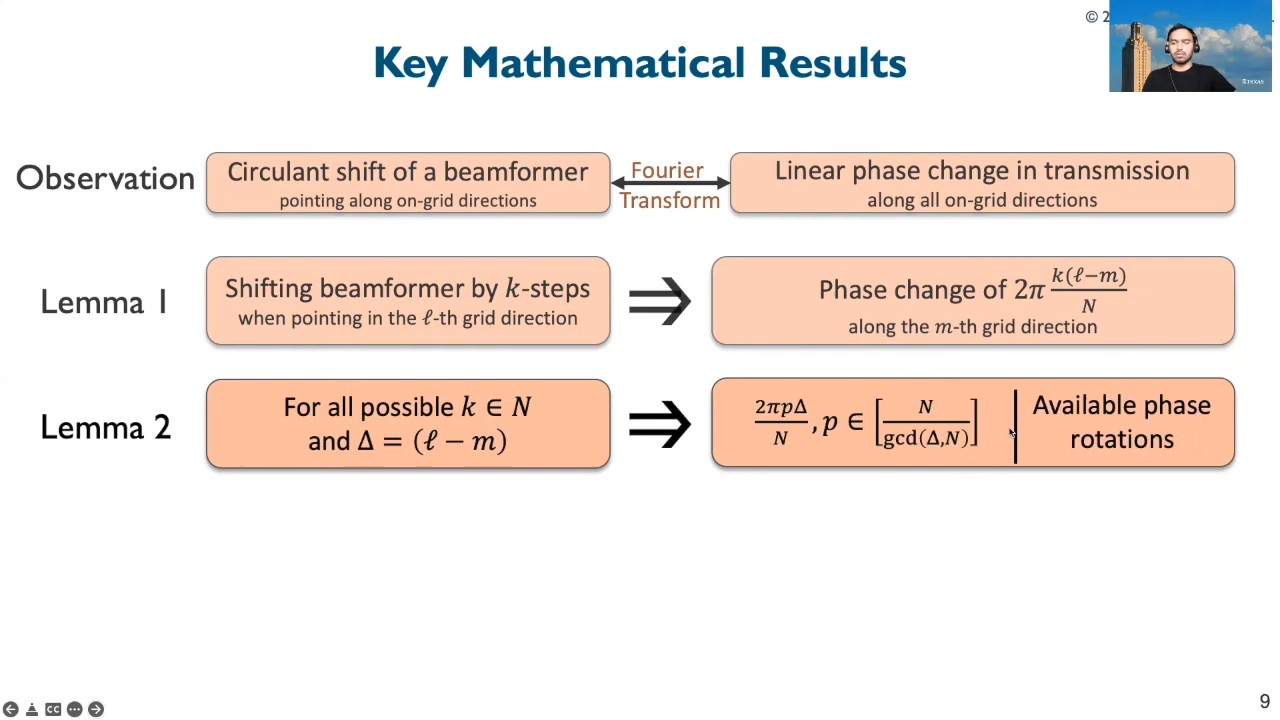 © 2
TEXAS
Key Mathematical Results
Observation
Circulant shift of a beamformer
pointing along on-grid directions
Fourier
Transform
Linear phase change in transmission
along all on-grid directions
Lemma 1
Shifting beamformer by k-steps
when pointing in the ℓ-th grid direction
⇒
Phase change of 2π k(ℓ−m)/N
along the m-th grid direction
Lemma 2
For all possible k ∈ N
and Δ = (ℓ − m)
⇒
2πpΔ/N , p ∈ [N/gcd(Δ,N)]
Available phase
rotations
CC
9